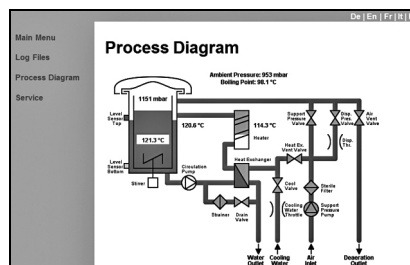 De | En | Fr | It |
Main Menu
Log Files
Process Diagram
Service
Process Diagram
Ambient Pressure: 953 mbar
Boiling Point: 98.1 °C
1151 mbar
Level
Sensor
Top
120.6 °C
114.3 °C
Heater
Support
Pressure
Valve
Disp.
Pres.
Valve
Air
Vent
Valve
121.3 °C
Disp.
Thr.
Heat Ex.
Vent Valve
Level
Sensor
Bottom
Circulation
Pump
Heat Exchanger
Stirrer
Cool
Valve
Sterile
Filter
Strainer
Drain
Valve
Cooling
Water
Throttle
Support
Pressure
Pump
Water
Outlet
Cooling
Water
Air
Inlet
Deaeration
Outlet